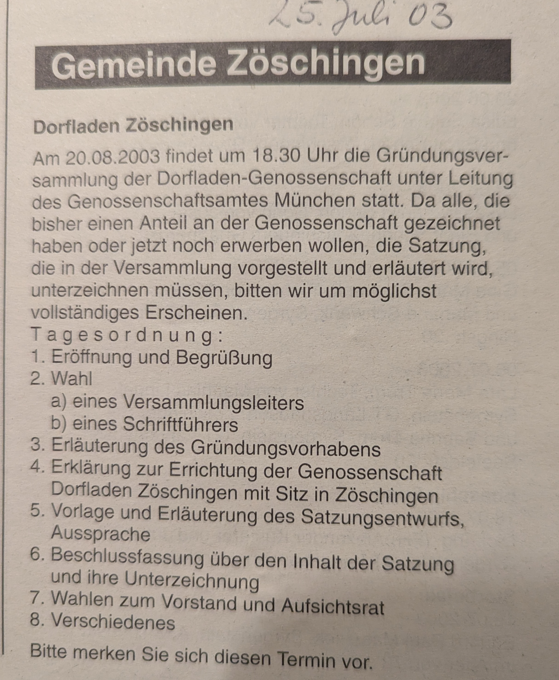 25. Juli 03
Gemeinde Zöschingen
Dorfladen Zöschingen
Am 20.08.2003 findet um 18.30 Uhr die Gründungsver-
sammlung der Dorfladen-Genossenschaft unter Leitung
des Genossenschaftsamtes München statt. Da alle, die
bisher einen Anteil an der Genossenschaft gezeichnet
haben oder jetzt noch erwerben wollen, die Satzung,
die in der Versammlung vorgestellt und erläutert wird,
unterzeichnen müssen, bitten wir um möglichst
vollständiges Erscheinen.
Tagesordnung:
1. Eröffnung und Begrüßung
2. Wahl
a) eines Versammlungsleiters
b) eines Schriftführers
3. Erläuterung des Gründungsvorhabens
4. Erklärung zur Errichtung der Genossenschaft
Dorfladen Zöschingen mit Sitz in Zöschingen
5. Vorlage und Erläuterung des Satzungsentwurfs,
Aussprache
6. Beschlussfassung über den Inhalt der Satzung
und ihre Unterzeichnung
7. Wahlen zum Vorstand und Aufsichtsrat
8. Verschiedenes
Bitte merken Sie sich diesen Termin vor.